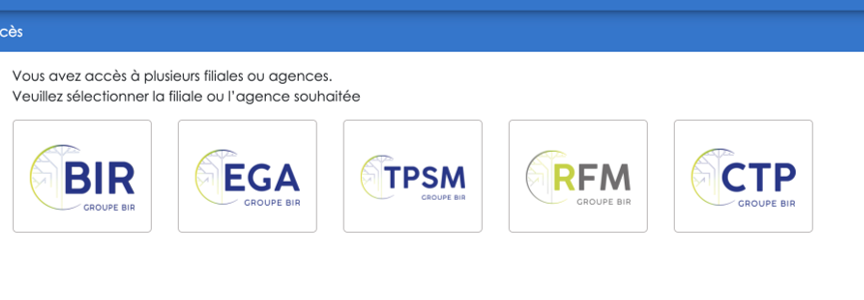 cès
Vous avez accès à plusieurs filiales ou agences.
Veuillez sélectionner la filiale ou l'agence souhaitée
BIR
GROUPE BIR
EGA
GROUPE BIR
TPSM
GROUPE BIR
RFM
GROUPE BIR
CTP
GROUPE BIR